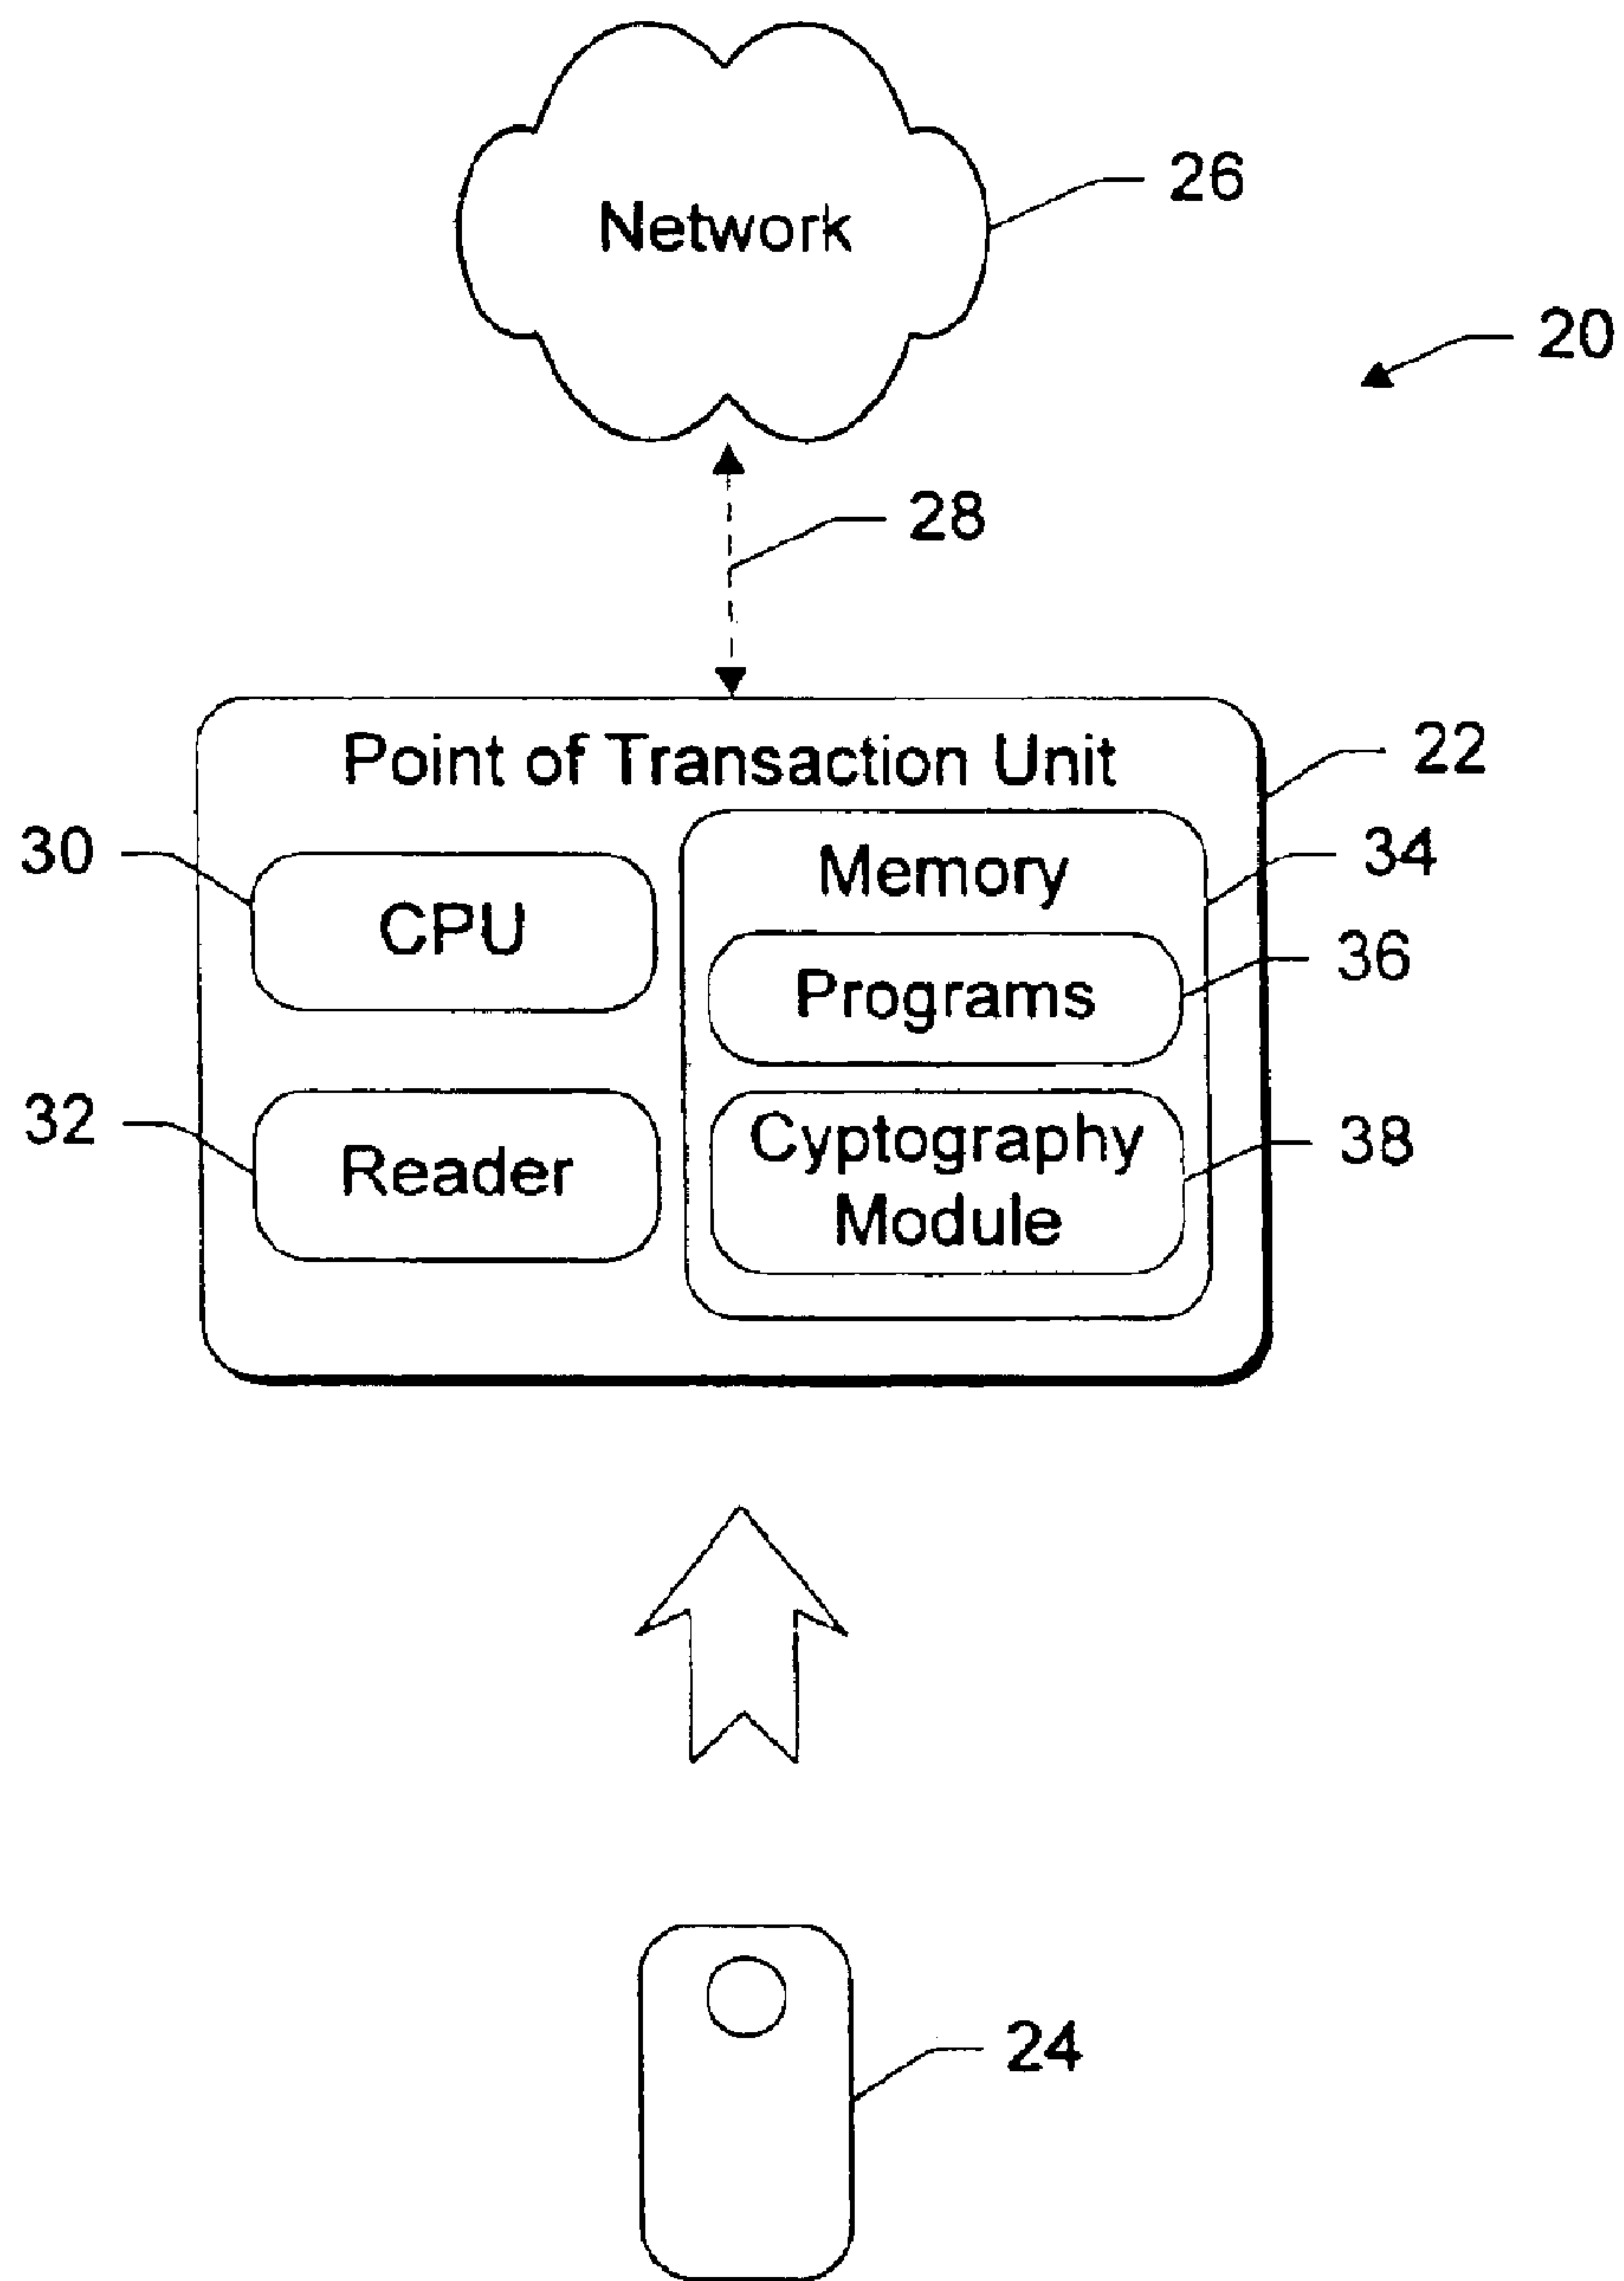 Network
26
20
28
Point of Transaction Unit
22
30
CPU
Memory
34
Programs
36
32
Reader
Cyptography
Module
38
24